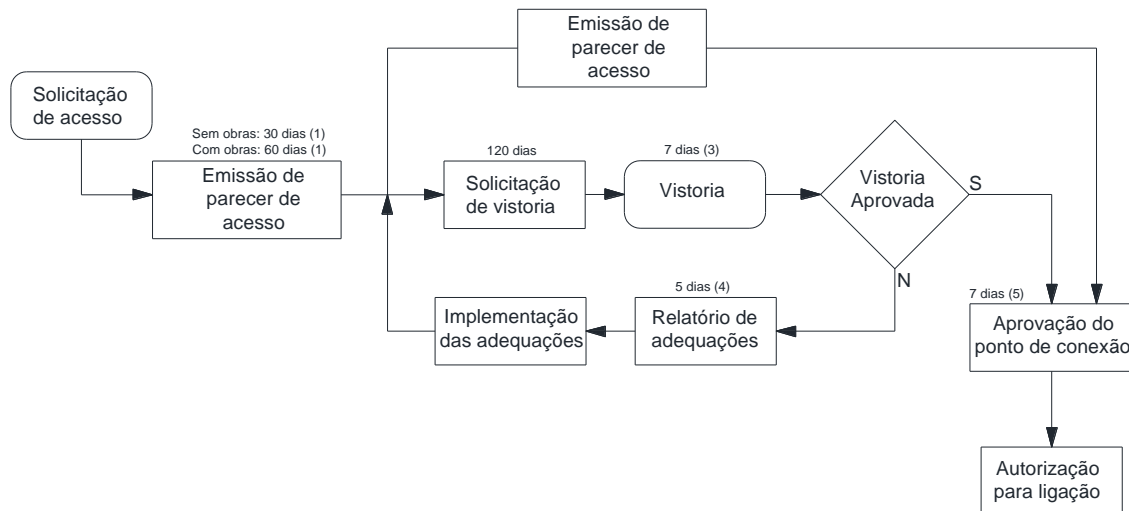 Emissão de
parecer de
acesso
Solicitação
de acesso
Sem obras: 30 dias (1)
Com obras: 60 dias (1)
Emissão de
parecer de
acesso
120 dias
Solicitação
de vistoria
7 dias (3)
Vistoria
Vistoria
Aprovada
S
N
5 dias (4)
Relatório de
adequações
Implementação
das adequações
7 dias (5)
Aprovação do
ponto de conexão
Autorização
para ligação